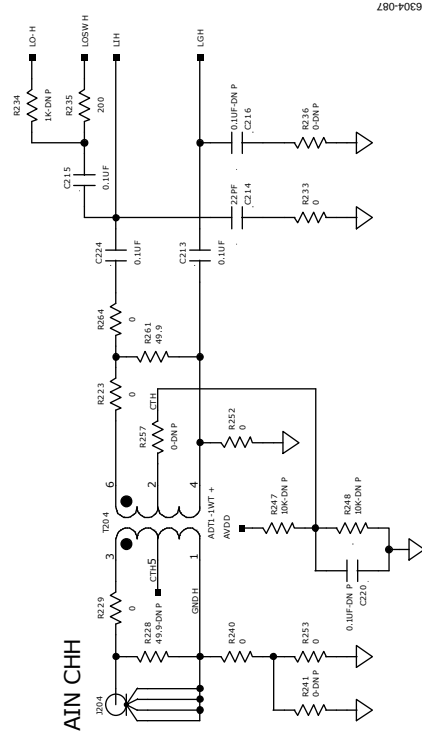 6304-087
LO- H
LOSW H
LIH
LGH
R234
1K-DN P
R235
200
C215
0.1UF
0.1UF-DN P
C216
R236
0-DN P
22PF
C214
R233
0
C224
0.1UF
C213
0.1UF
R264
0
R261
49.9
R223
0
CTH
R257
0-DN P
R252
0
6
2
4
T204
ADT1-1WT +
AVDD
R247
10K-DN P
R248
10K-DN P
0.1UF-DN P
C220
3
5
1
CTH
GND H
R229
0
R228
49.9-DN P
R240
0
R253
0
R241
0-DN P
J204
AIN CHH